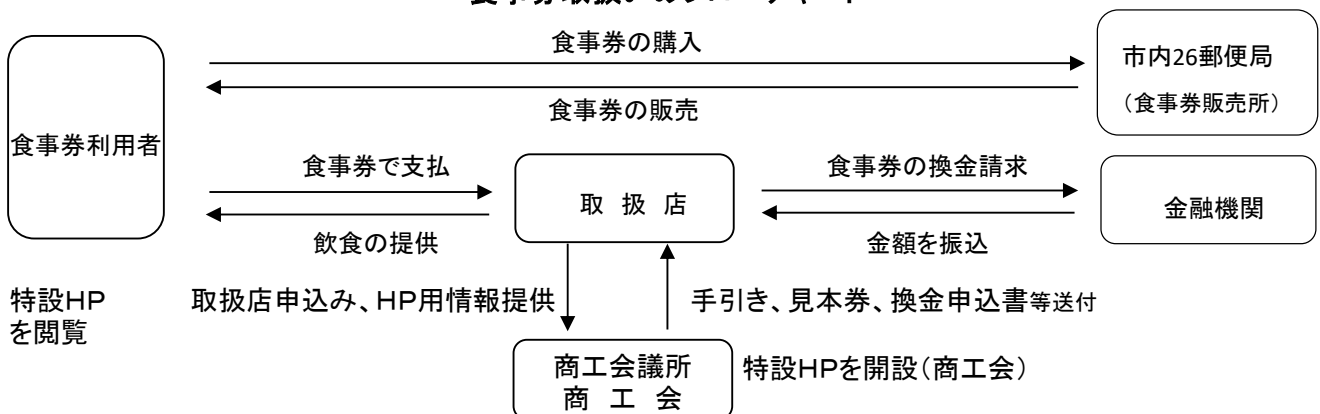 食事券の購入
市内26郵便局
（食事券販売所）
食事券の販売
食事券利用者
食事券で支払
食事券の換金請求
取 扱 店
金融機関
飲食の提供
金額を振込
特設HP
を閲覧
取扱店申込み、HP用情報提供
手引き、見本券、換金申込書等送付
商工会議所
商 工 会
特設HPを開設（商工会）